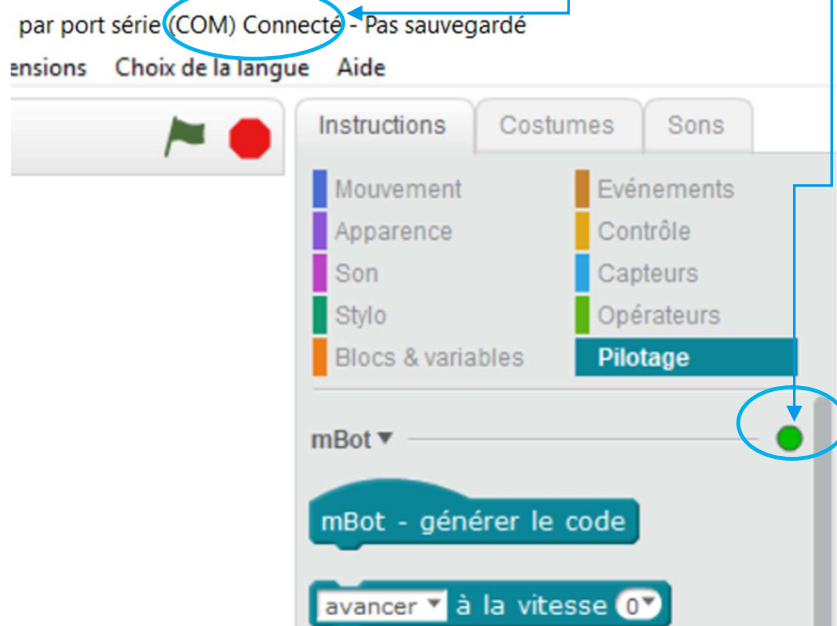 par port série (COM) Connecté - Pas sauvegardé
ensions Choix de la langue Aide
Instructions Costumes Sons
Mouvement Evénements
Apparence Contrôle
Son Capteurs
Stylo Opérateurs
Blocs & variables Pilotage
mBot
mBot - générer le code
avancer à la vitesse 0